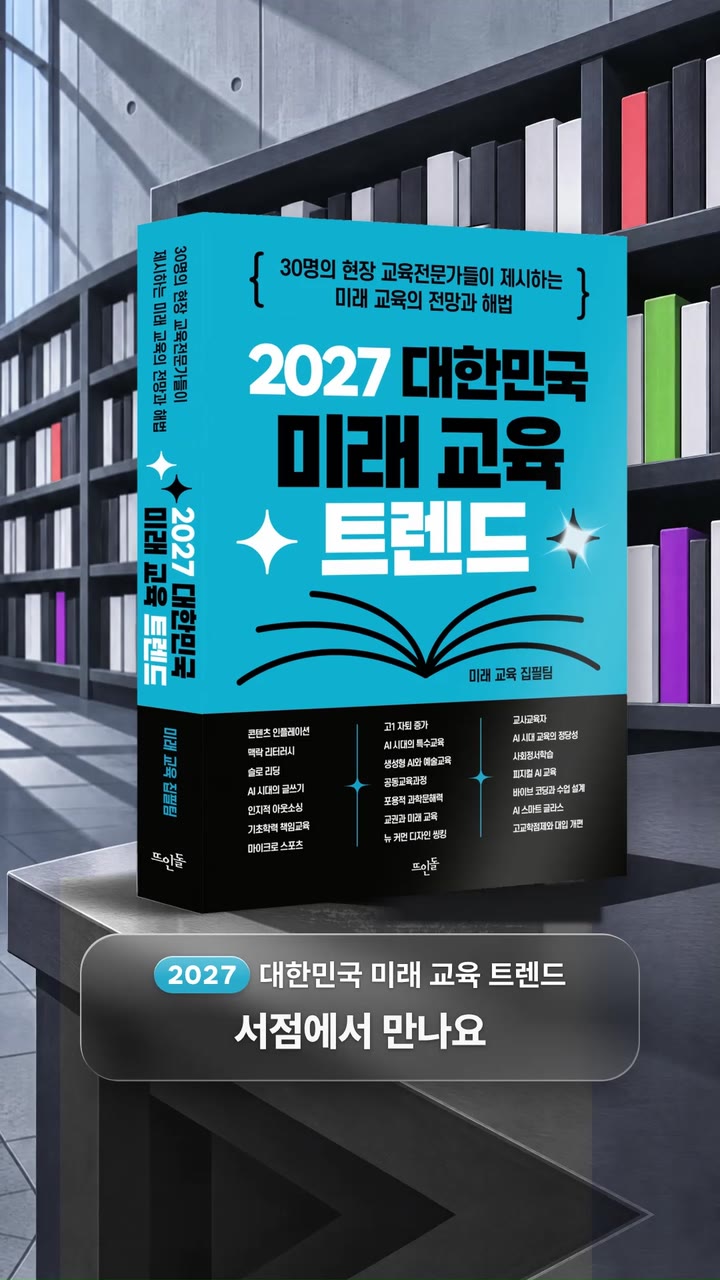 30명의 현장 교육전문가들이
제시하는 미래 교육의 전망과 해법
2027 대한민국
미래 교육 트렌드
미래 교육 집필팀
뜨인돌
30명의 현장 교육전문가들이 제시하는
미래 교육의 전망과 해법
2027 대한민국
미래 교육
트렌드
미래 교육 집필팀
콘텐츠 인플레이션
맥락 리터러시
슬로 리딩
AI 시대의 글쓰기
인지적 아웃소싱
기초학력 책임교육
마이크로 스포츠
고1 자퇴 증가
AI 시대의 특수교육
생성형 AI와 예술교육
공동교육과정
포용적 과학문해력
교권과 미래 교육
뉴 커먼 디자인 씽킹
교사교육자
AI 시대 교육의 정당성
사회정서학습
피지컬 AI 교육
바이브 코딩과 수업 설계
AI 스마트 글라스
고교학점제와 대입 개편
뜨인돌
2027 대한민국 미래 교육 트렌드
서점에서 만나요